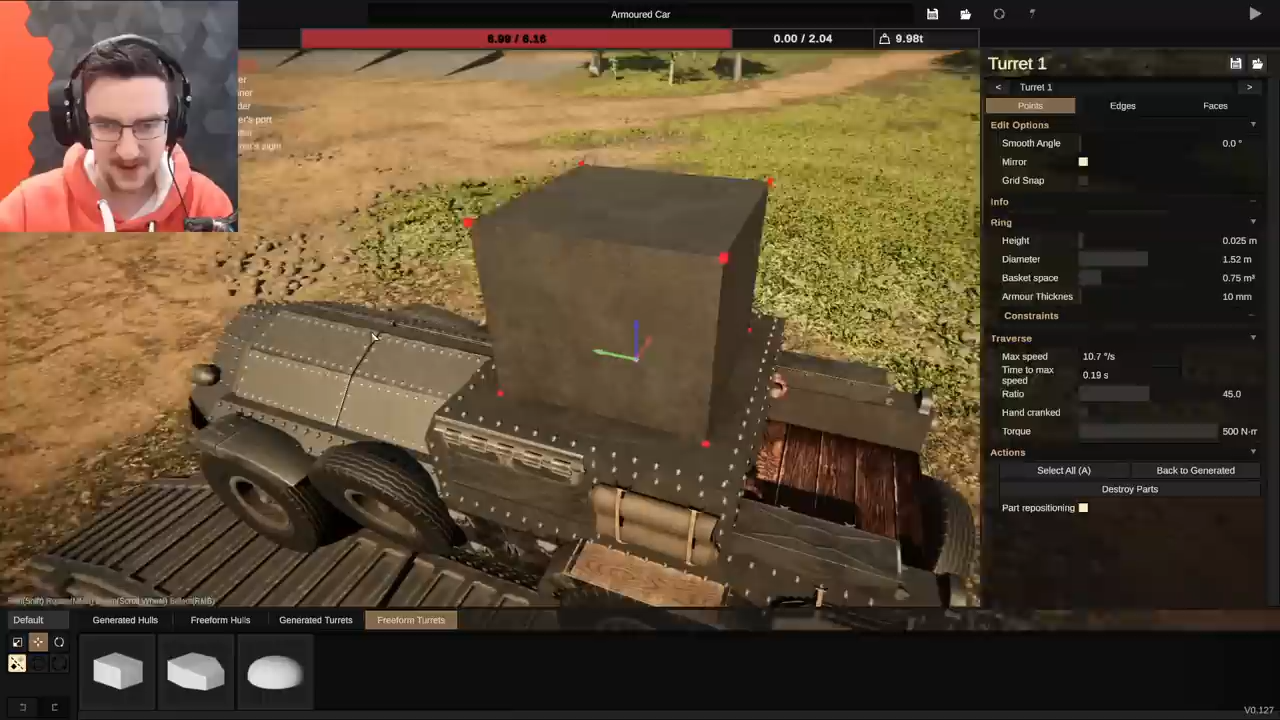 Armoured Car
6.99 / 6.16
0.00 / 2.04
9.98t
Turret 1
< Turret 1 >
Points Edges Faces
Edit Options
Smooth Angle 0.0 °
Mirror
Grid Snap
Info
Ring
Height 0.025 m
Diameter 1.52 m
Basket space 0.75 m³
Armour Thicknes 10 mm
Constraints
Traverse
Max speed 10.7 °/s
Time to max
speed 0.19 s
Ratio 45.0
Hand cranked
Torque 500 N·m
Actions
Select All (A) Back to Generated
Destroy Parts
Part repositioning
Default Generated Hulls Freeform Hulls Generated Turrets Freeform Turrets
V0.127